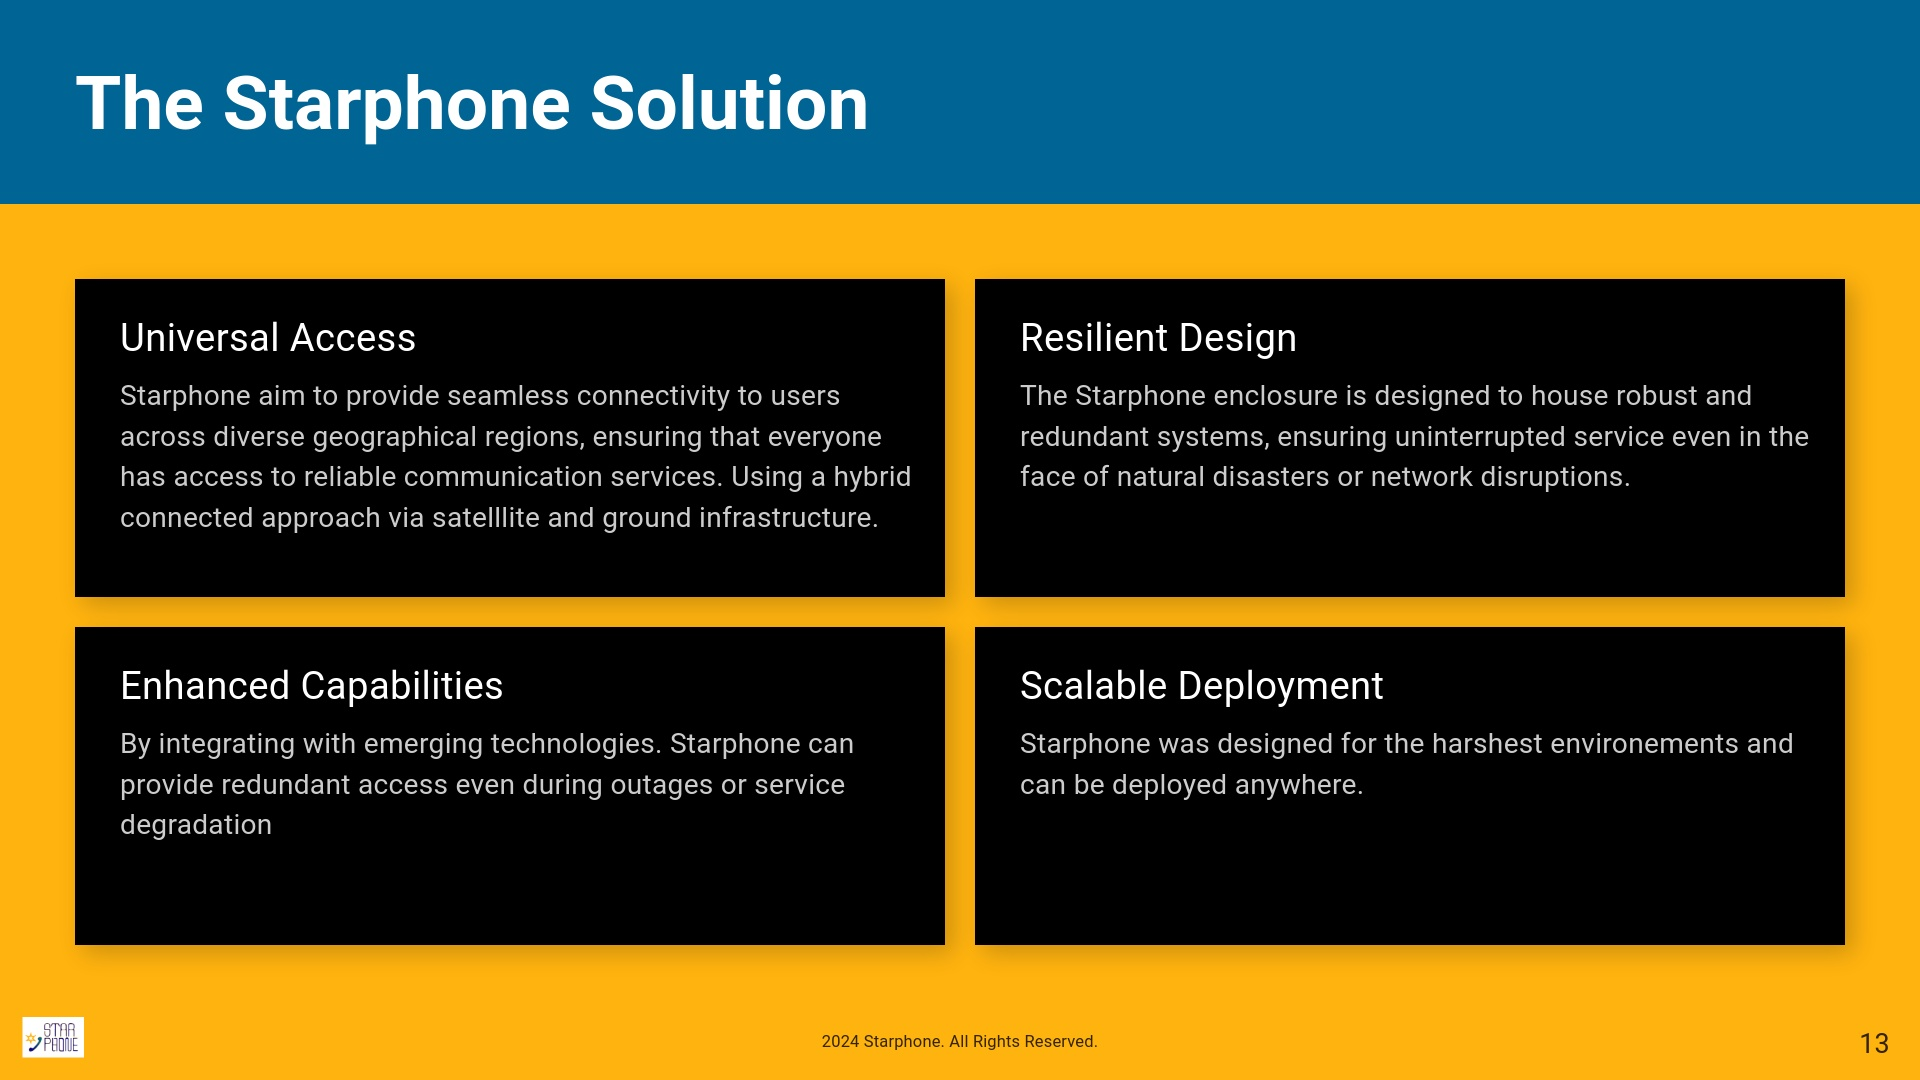 The Starphone Solution
Universal Access
Starphone aim to provide seamless connectivity to users
across diverse geographical regions, ensuring that everyone
has access to reliable communication services. Using a hybrid
connected approach via satelllite and ground infrastructure.
Resilient Design
The Starphone enclosure is designed to house robust and
redundant systems, ensuring uninterrupted service even in the
face of natural disasters or network disruptions.
Enhanced Capabilities
By integrating with emerging technologies. Starphone can
provide redundant access even during outages or service
degradation
Scalable Deployment
Starphone was designed for the harshest environements and
can be deployed anywhere.
STAR
PHONE
2024 Starphone. All Rights Reserved.
13